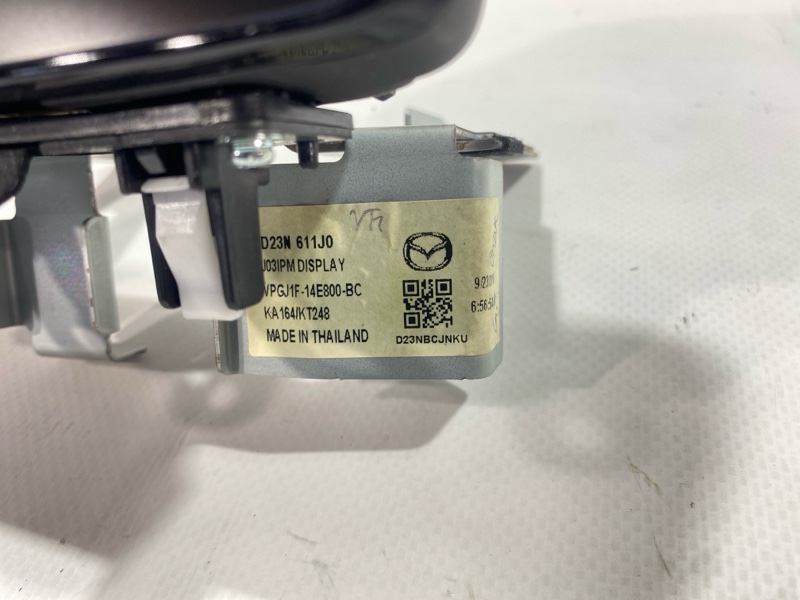 D23N 611J0
J03IPM DISPLAY
VPGJ1F-14E800-BC
KA164/KT248
MADE IN THAILAND
D23NBCJNKU